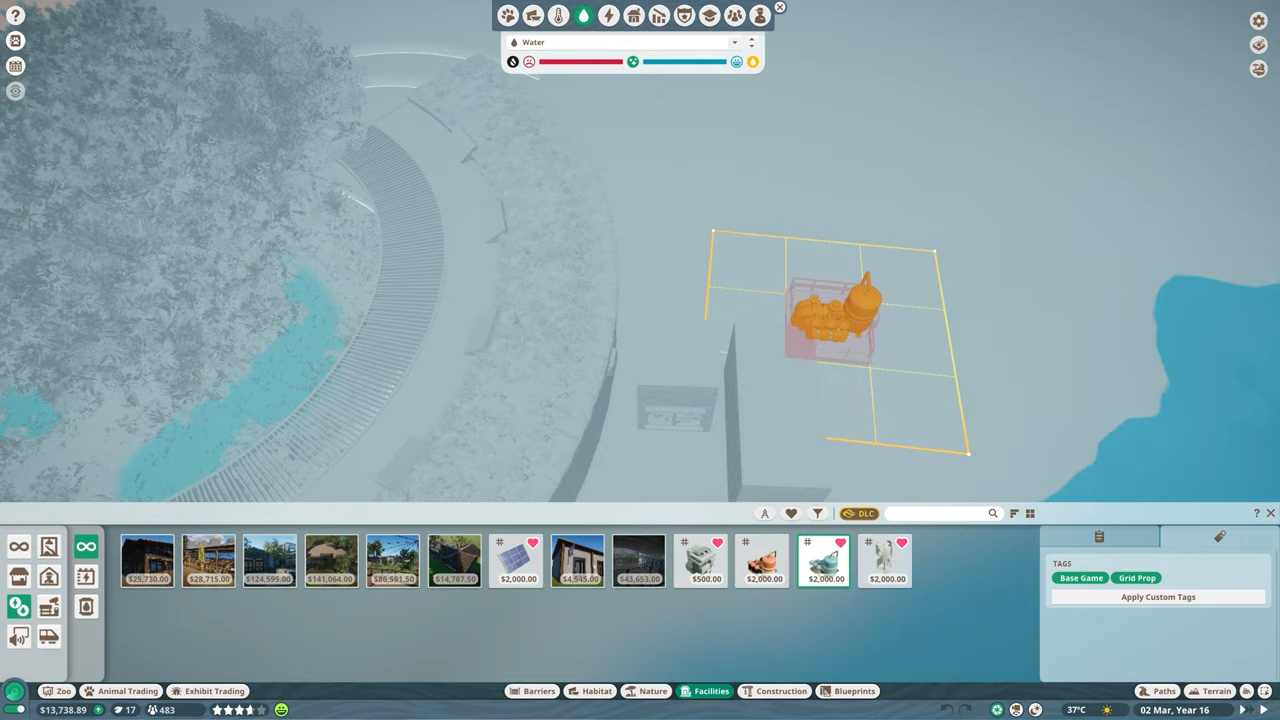 Water
DLC
$25,730.00
$28,715.00
$124,595.00
$141,064.00
$86,591.50
$14,787.50
$2,000.00
$4,545.00
$43,653.00
$500.00
$2,000.00
$2,000.00
$2,000.00
TAGS
Base Game
Grid Prop
Apply Custom Tags
Zoo
Animal Trading
Exhibit Trading
Barriers
Habitat
Nature
Facilities
Construction
Blueprints
Paths
Terrain
$13,738.89
17
483
37°C
02 Mar, Year 16